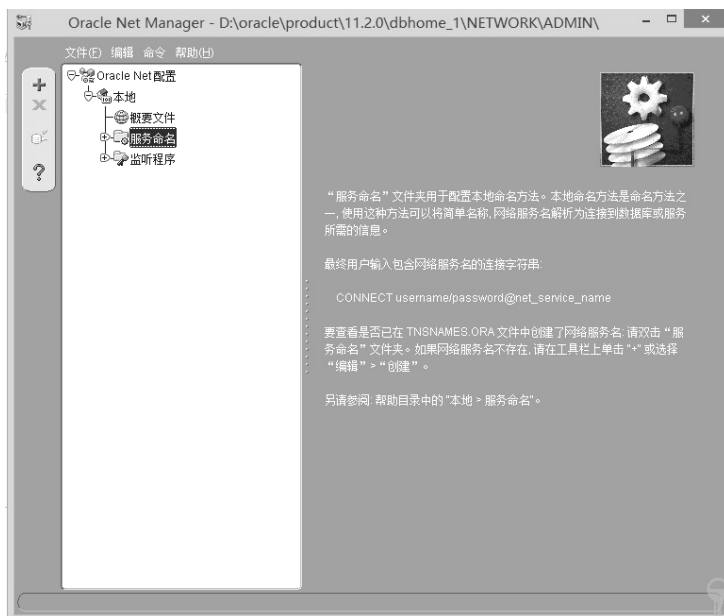 Oracle Net Manager - D:\oracle\product\11.2.0\dbhome_1\NETWORK\ADMIN\
文件(F) 编辑 命令 帮助(H)
Oracle Net 配置
本地
概要文件
服务命名
监听程序
“服务命名”文件夹用于配置本地命名方法。本地命名方法是命名方法之
一, 使用这种方法可以将简单名称, 网络服务名解析为连接到数据库或服务
所需的信息。
最终用户输入包含网络服务名的连接字符串:
CONNECT username/password@net_service_name
要查看是否已在 TNSNAMES.ORA 文件中创建了网络服务名: 请双击“服
务命名”文件夹。如果网络服务名不存在, 请在工具栏上单击 "+" 或选择
“编辑”>“创建”。
另请参阅: 帮助目录中的 "本地 > 服务命名"。